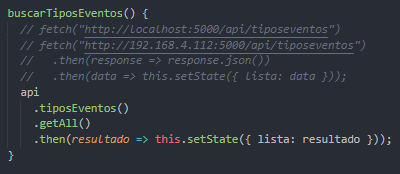 buscarTiposEventos() {
// fetch("http://localhost:5000/api/tiposeventos")
// fetch("http://192.168.4.112:5000/api/tiposeventos")
//   .then(response => response.json())
//   .then(data => this.setState({ lista: data }));
api
.tiposEventos()
.getAll()
.then(resultado => this.setState({ lista: resultado }));
}